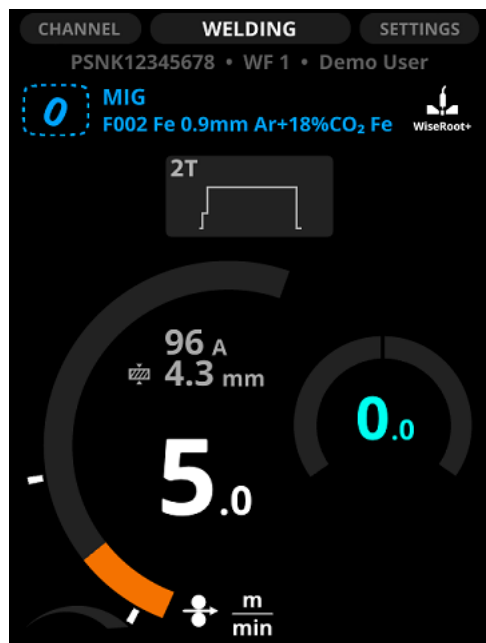 CHANNEL WELDING SETTINGS
PSNK12345678 • WF 1 • Demo User
0 MIG
F002 Fe 0.9mm Ar+18%CO₂ Fe WiseRoot+
2T
96 A
4.3 mm
0.0
5.0
m
min